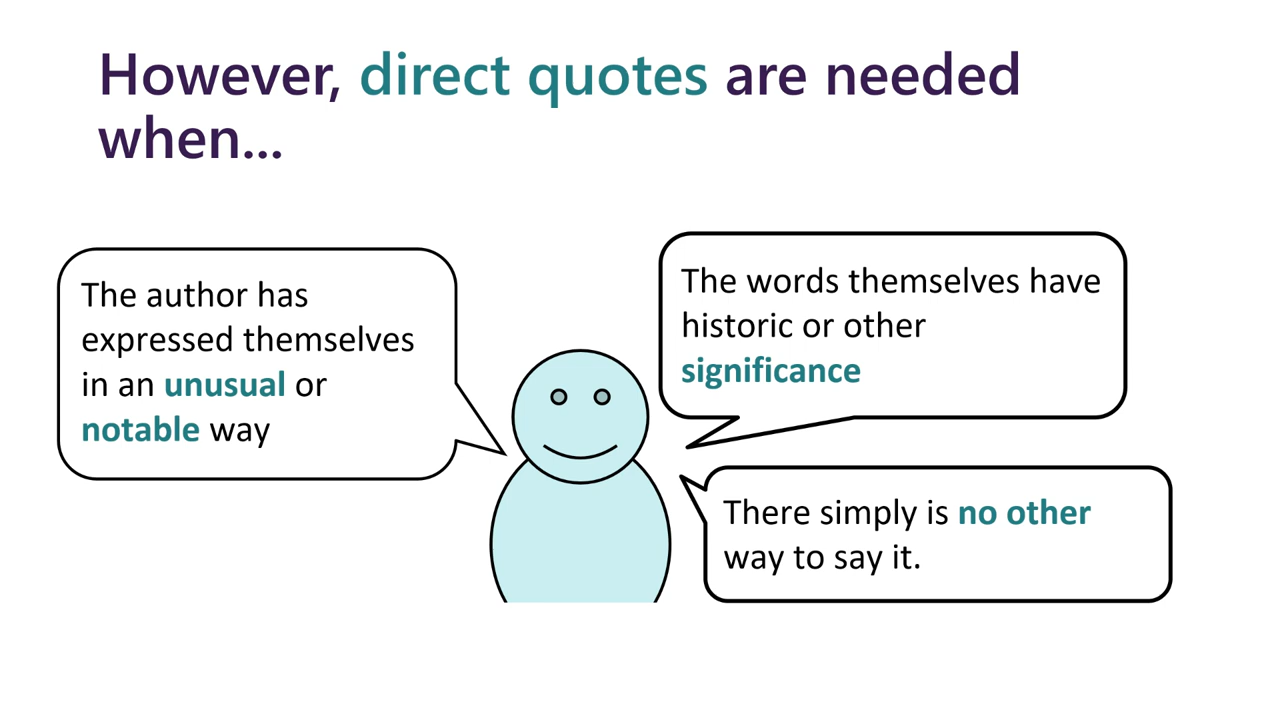 However, direct quotes are needed
when...
The author has
expressed themselves
in an unusual or
notable way
The words themselves have
historic or other
significance
There simply is no other
way to say it.